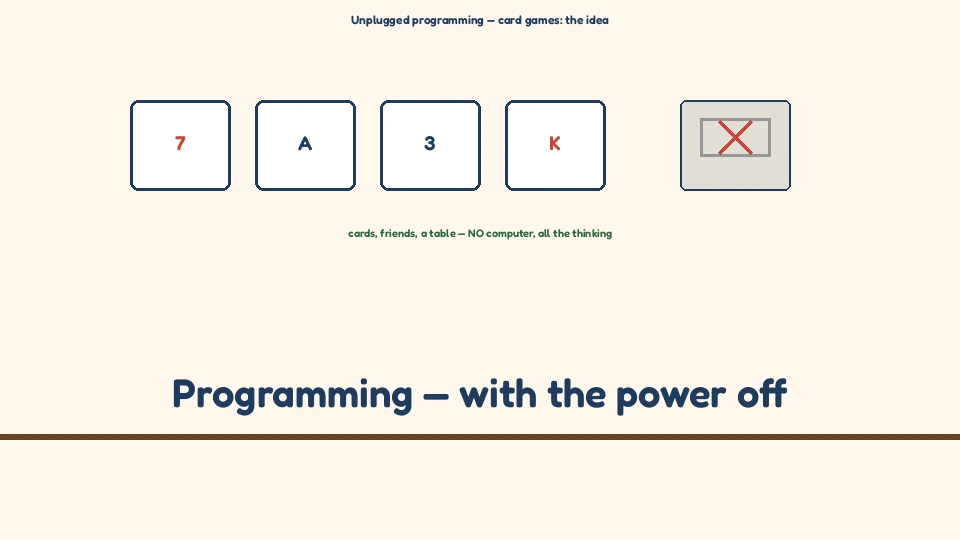 Unplugged programming — card games: the idea
7 A 3 K
cards, friends, a table — NO computer, all the thinking
Programming — with the power off